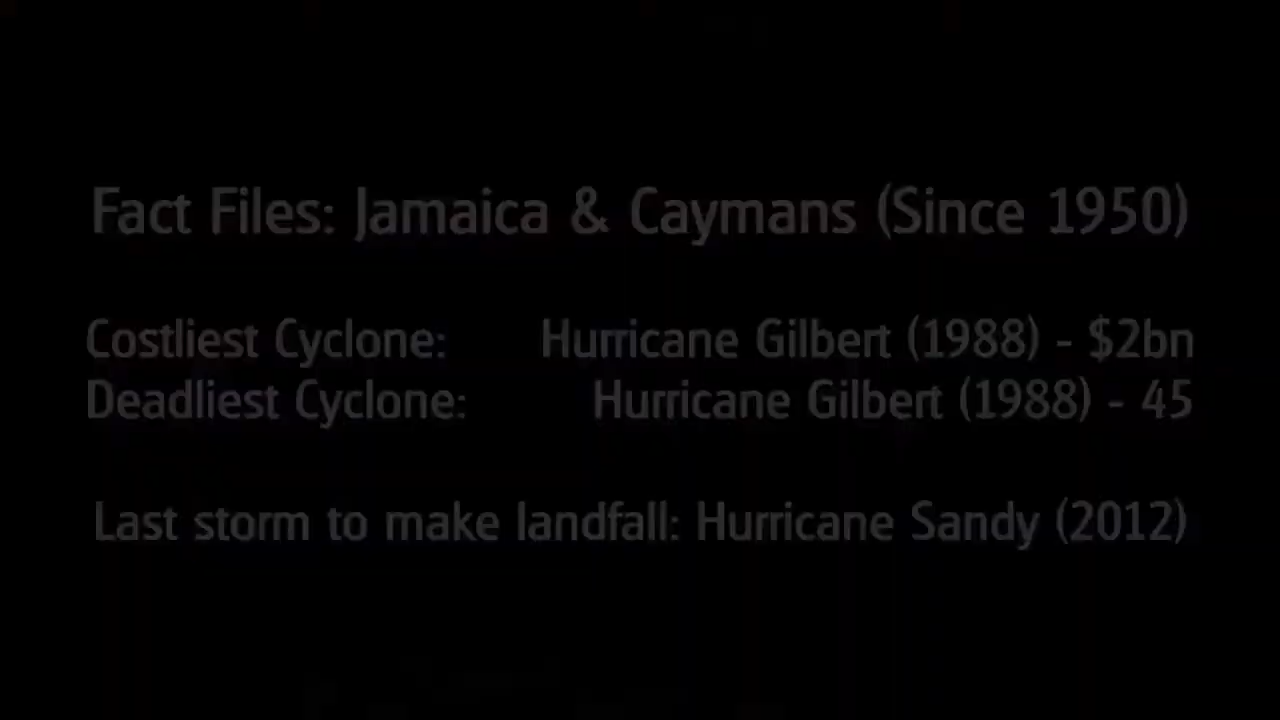 Fact Files: Jamaica & Caymans (Since 1950)
Costliest Cyclone: Hurricane Gilbert (1988) - $2bn
Deadliest Cyclone: Hurricane Gilbert (1988) - 45
Last storm to make landfall: Hurricane Sandy (2012)